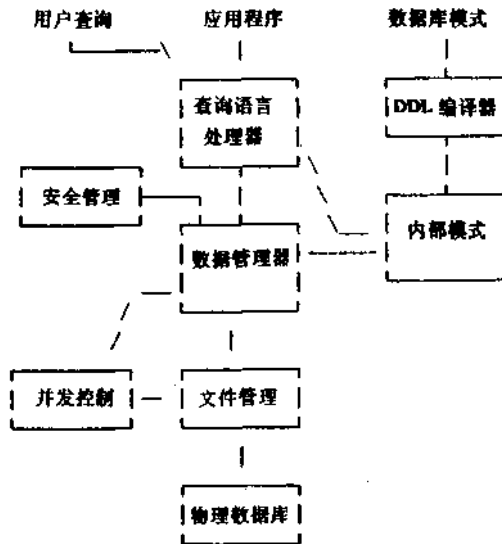 用户查询
应用程序
数据库模式
查询语言
处理器
DDL 编译器
安全管理
数据管理器
内部模式
并发控制
文件管理
物理数据库